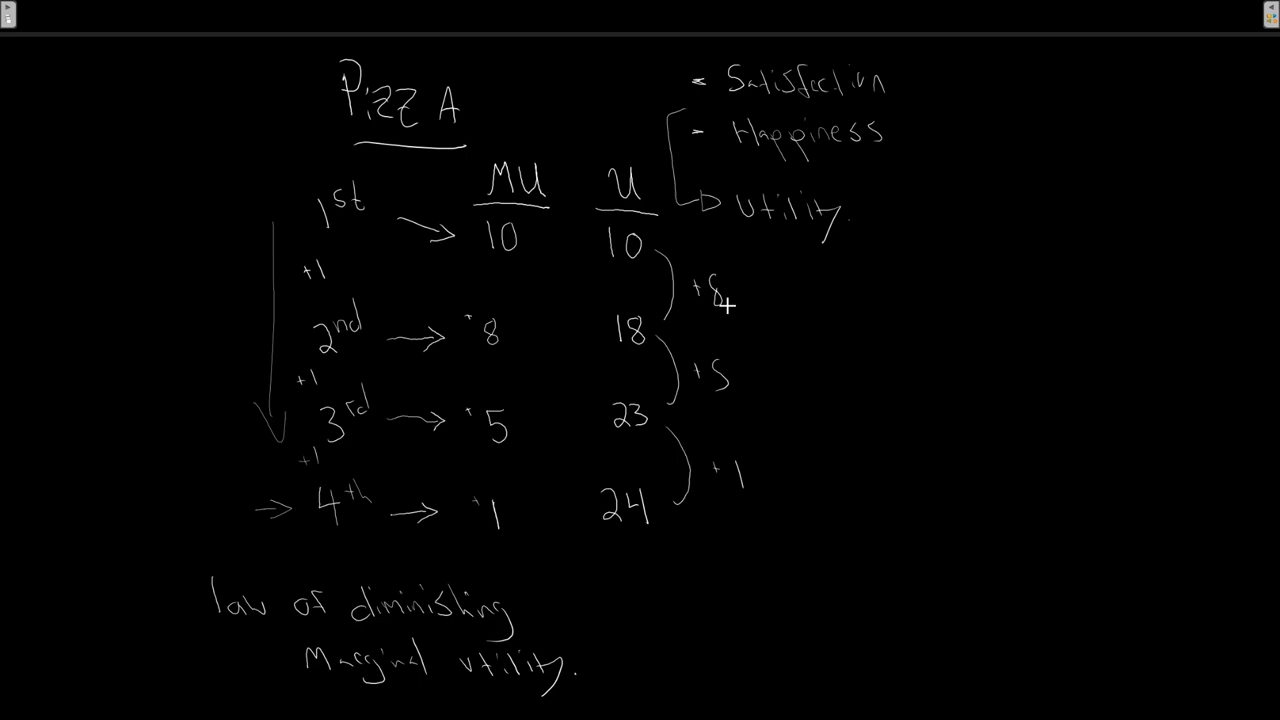 PizzA
- Satisfaction
- Happiness
Utility.
MU U
1st → 10 10
+1
+8
2nd → +8 18
+1
+5
3rd → +5 23
+1
+1
→ 4th → +1 24
law of diminishing
Marginal utility.